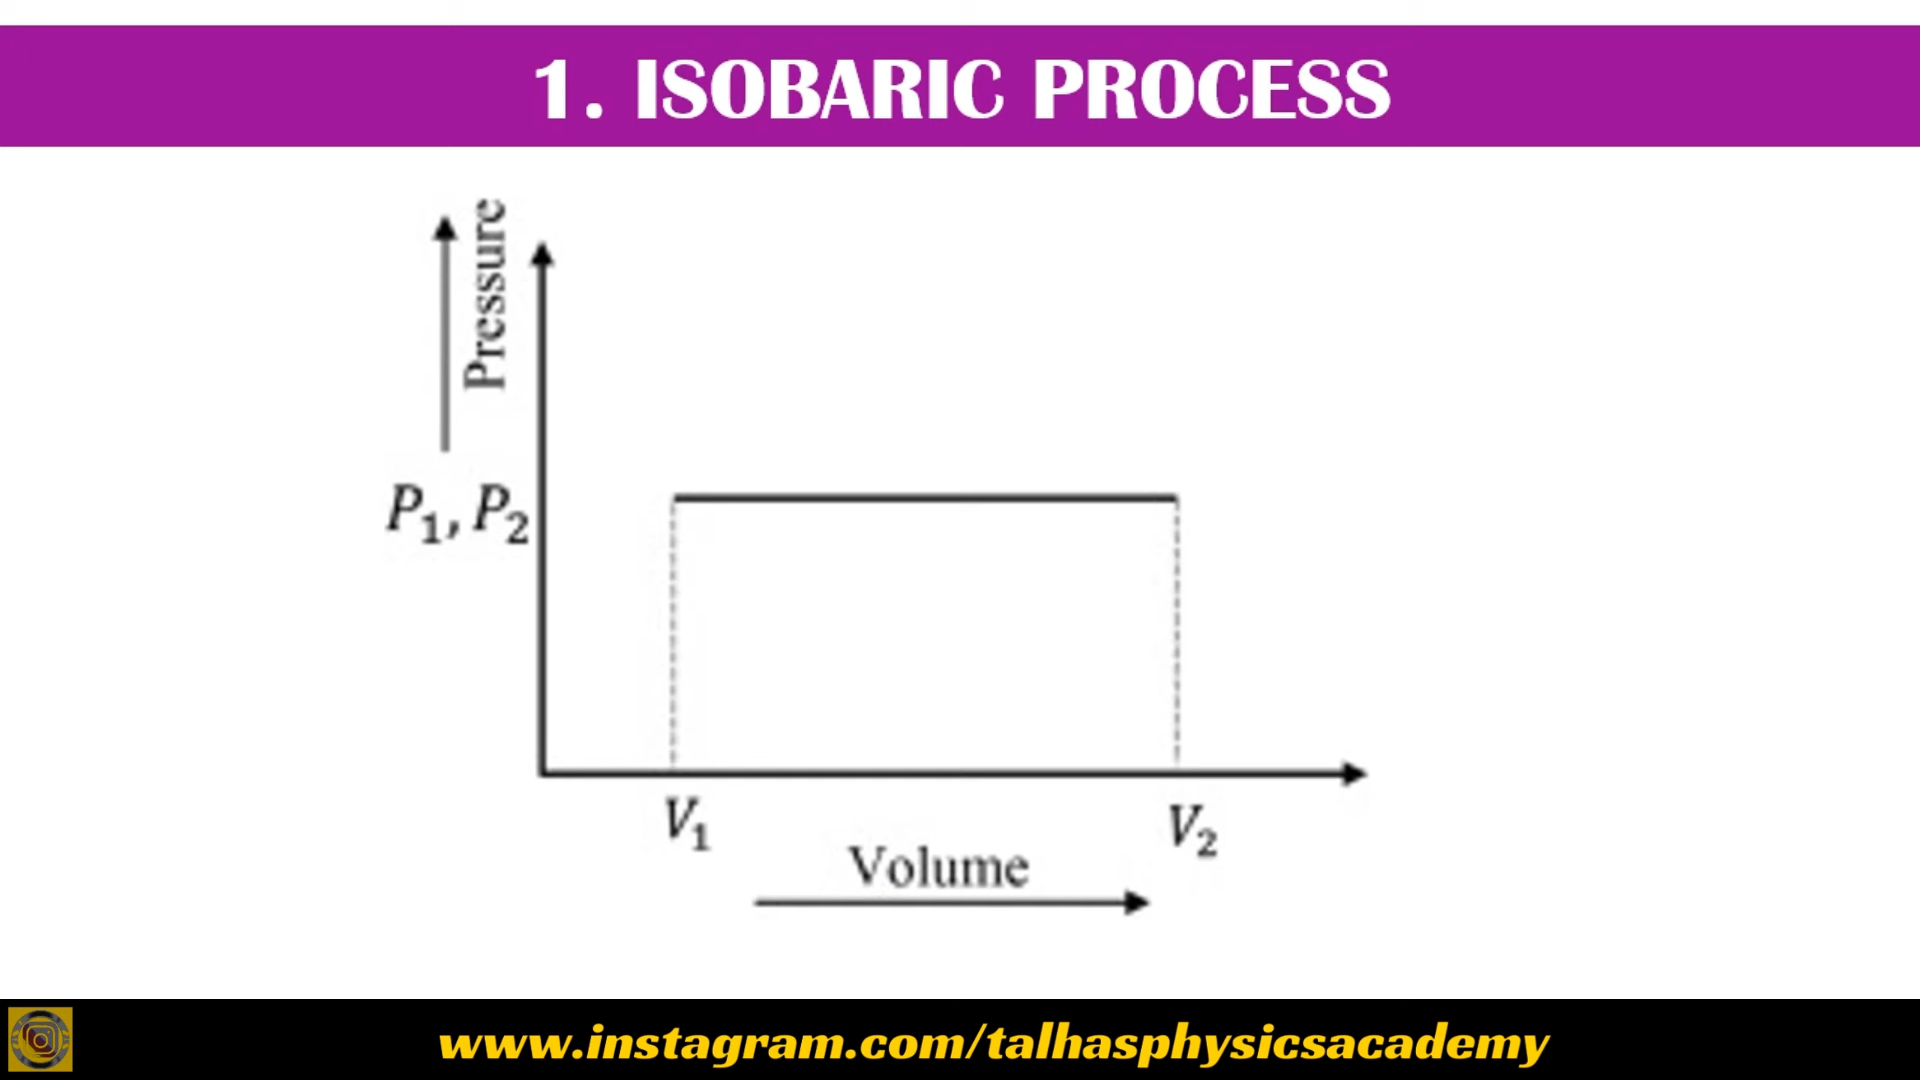 1. ISOBARIC PROCESS
Pressure
P₁, P₂
V₁
V₂
Volume
www.instagram.com/talhasphysicsacademy